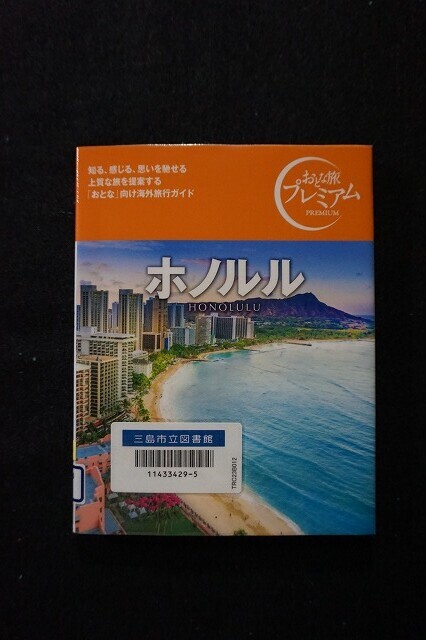 知る、感じる、思いを馳せる
上質な旅を提案する
「おとな」向け海外旅行ガイド
おとな旅
プレミアム
PREMIUM
ホノルル
HONOLULU
三島市立図書館
11433429-5
TRC23B012